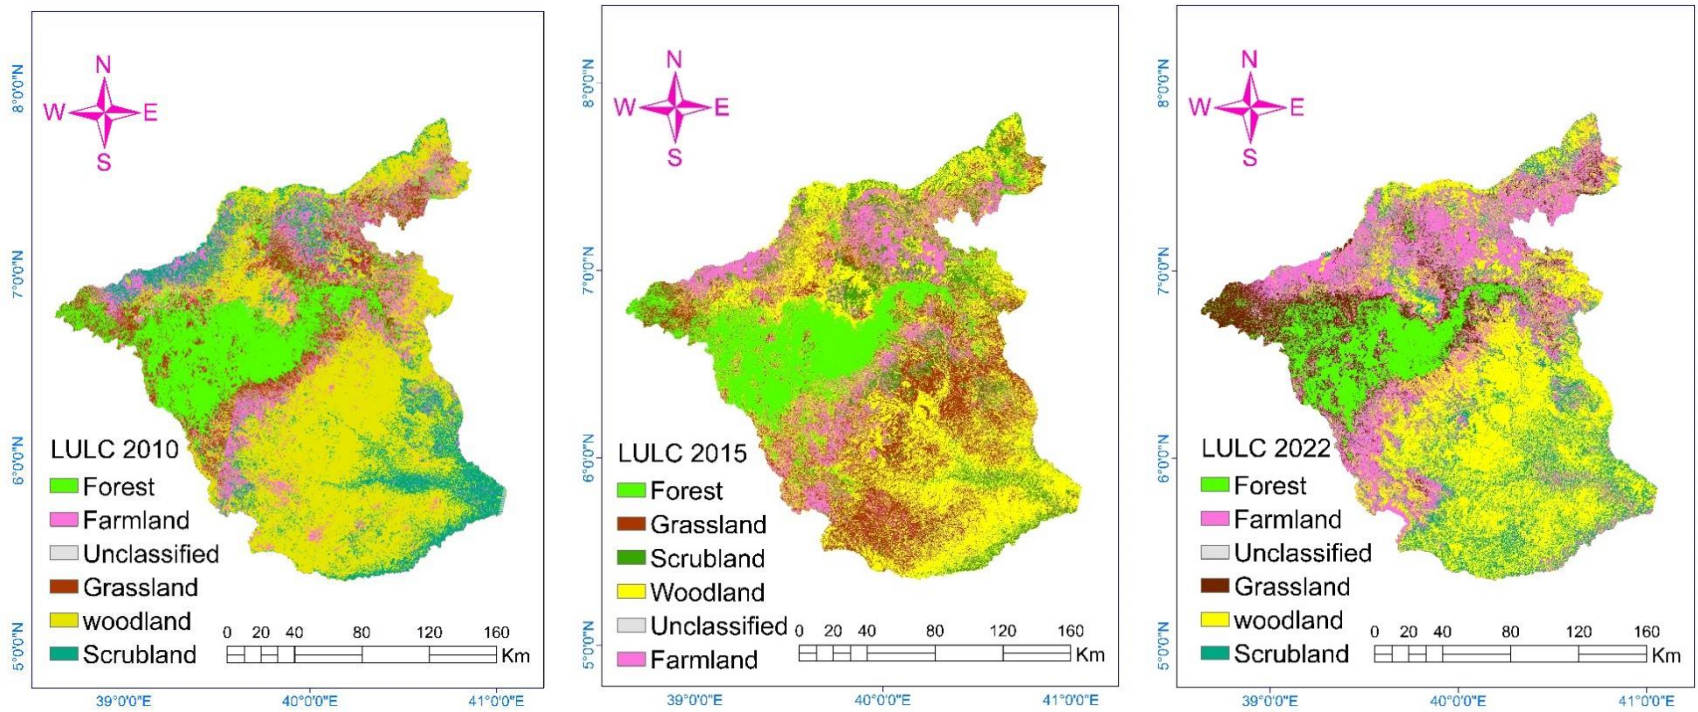 N
W E
S
8°0'0"N
7°0'0"N
6°0'0"N
5°0'0"N
LULC 2010
Forest
Farmland
Unclassified
Grassland
woodland
Scrubland
0 20 40 80 120 160
Km
39°0'0"E 40°0'0"E 41°0'0"E
N
W E
S
8°0'0"N
7°0'0"N
6°0'0"N
5°0'0"N
LULC 2015
Forest
Grassland
Scrubland
Woodland
Unclassified
Farmland
0 20 40 80 120 160
Km
39°0'0"E 40°0'0"E 41°0'0"E
N
W E
S
8°0'0"N
7°0'0"N
6°0'0"N
5°0'0"N
LULC 2022
Forest
Farmland
Unclassified
Grassland
woodland
Scrubland
0 20 40 80 120 160
Km
39°0'0"E 40°0'0"E 41°0'0"E